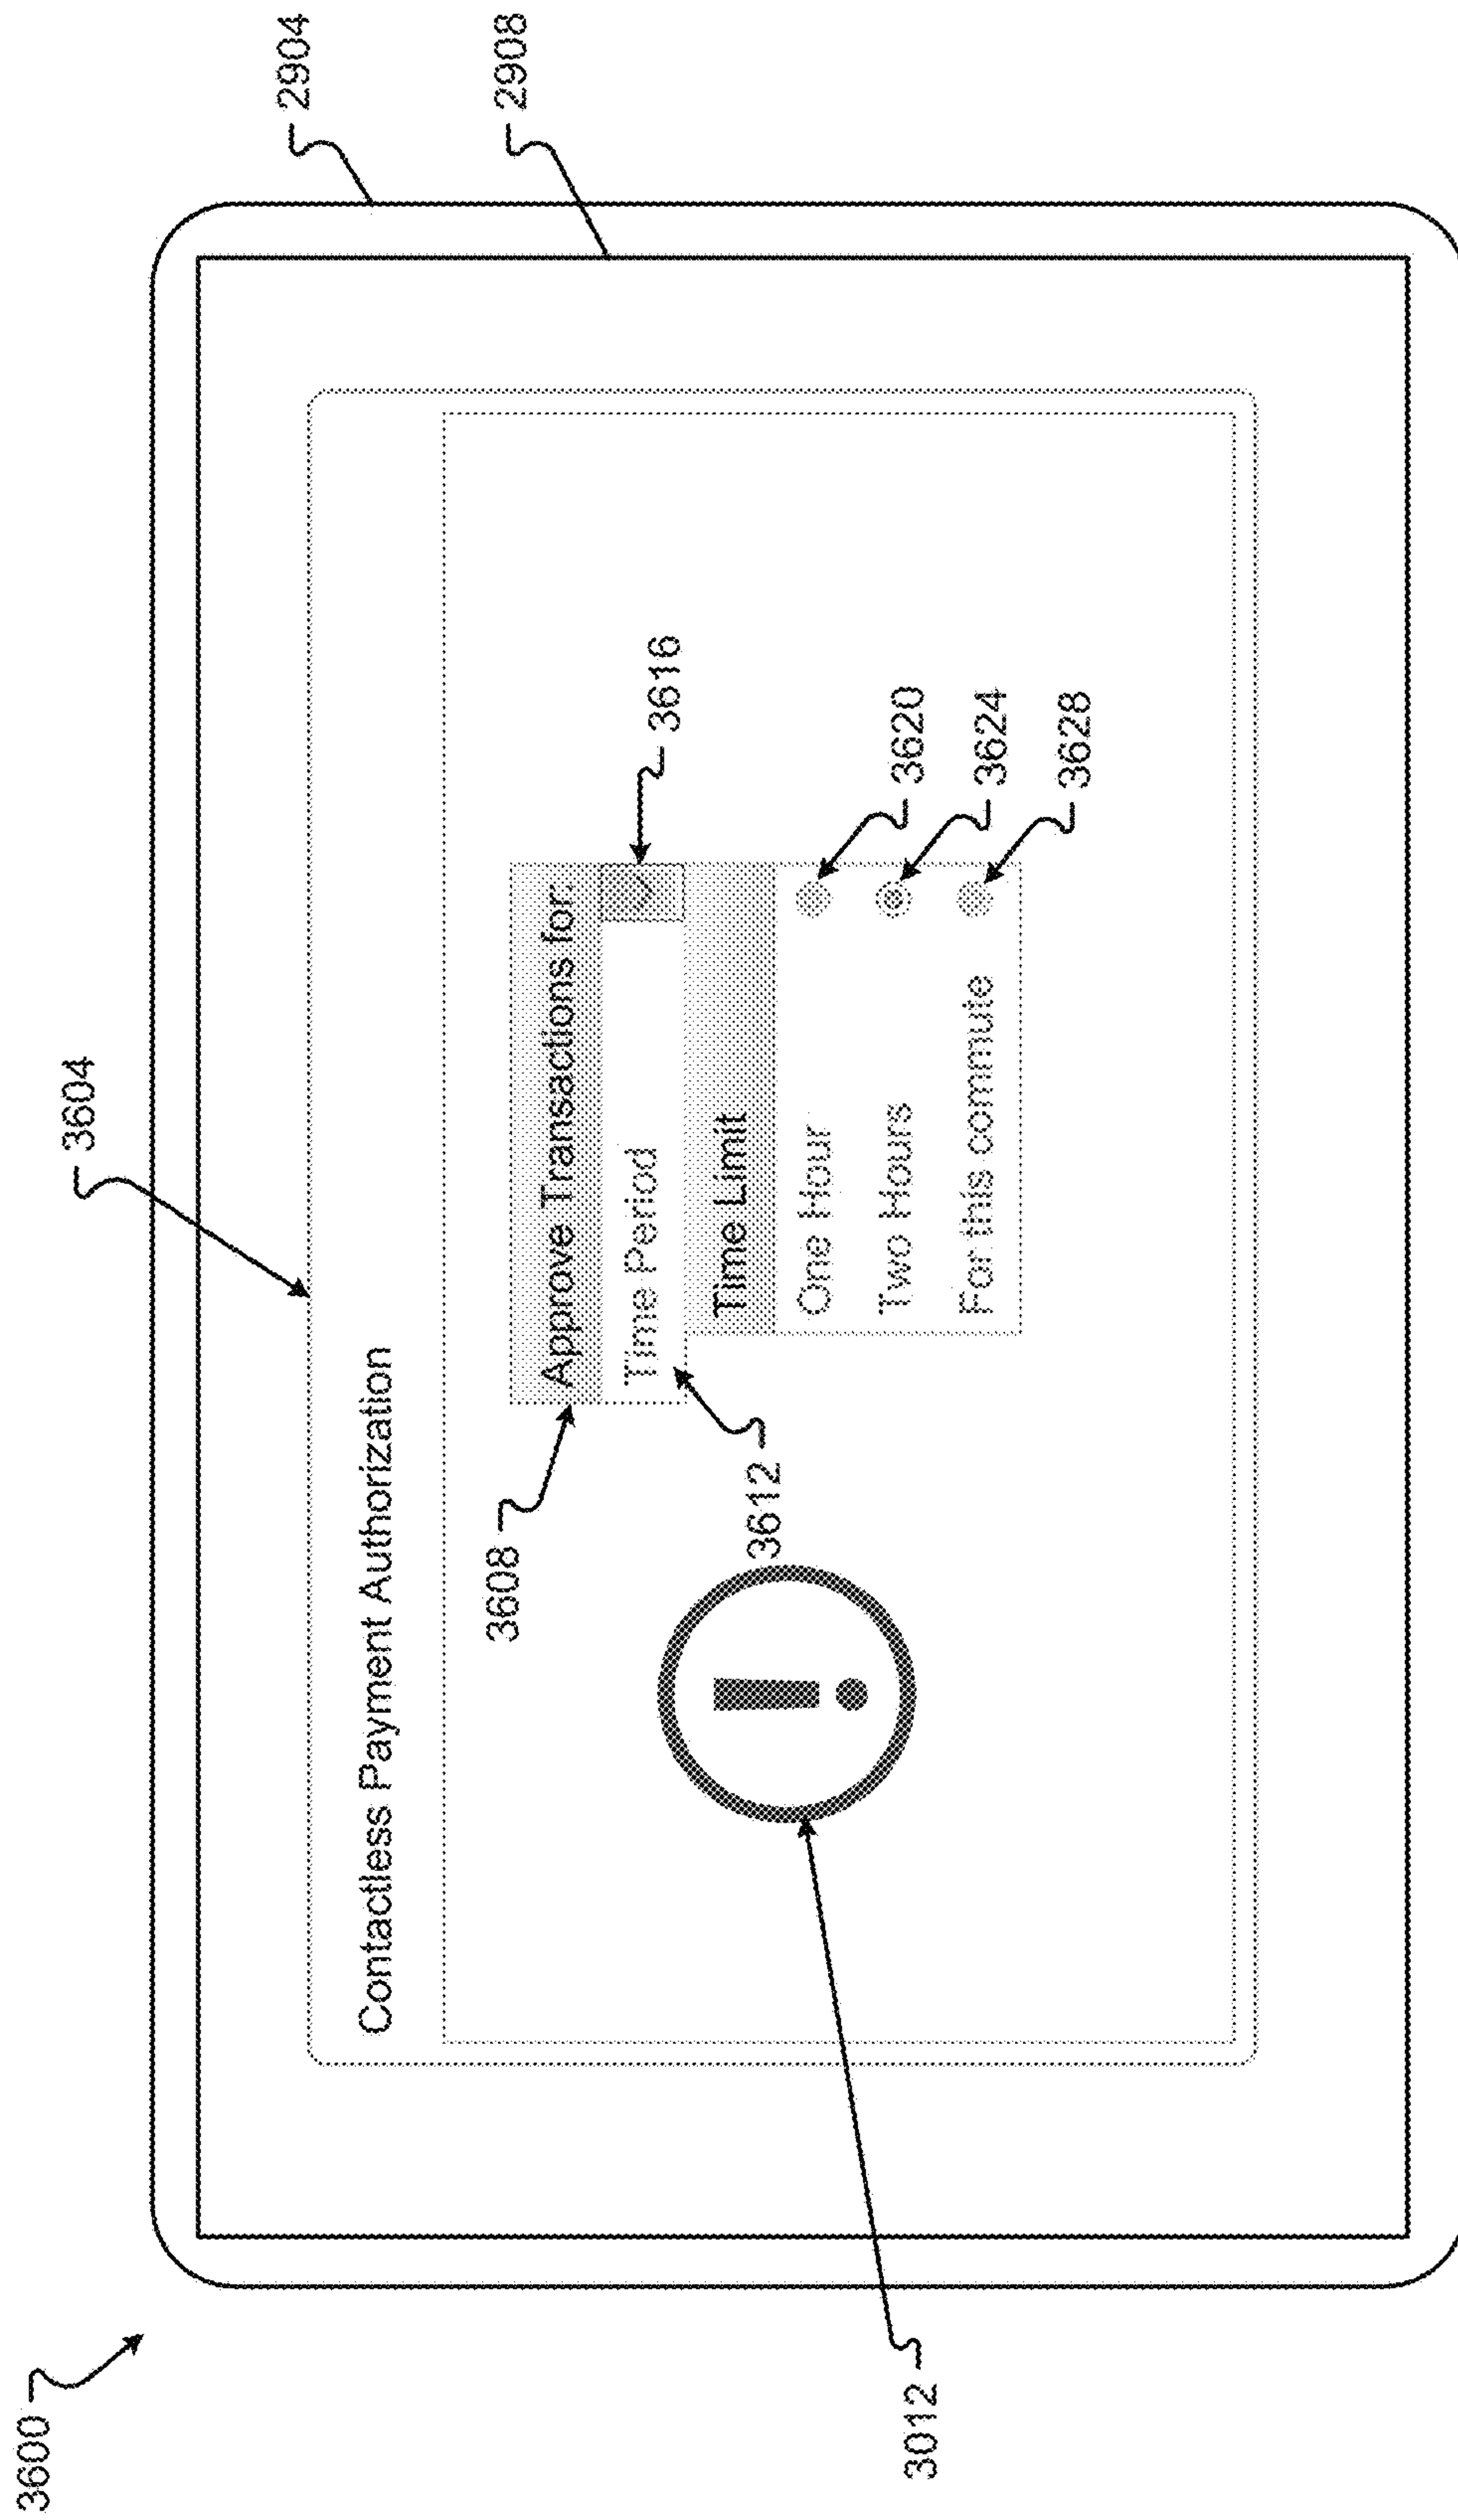 3600
3604
2904
2908
Contactless Payment Authorization
3608
Approve Transactions for:
Time Period
3616
3612
Time Limit
One Hour
3620
Two Hours
3624
For this commute
3628
3012